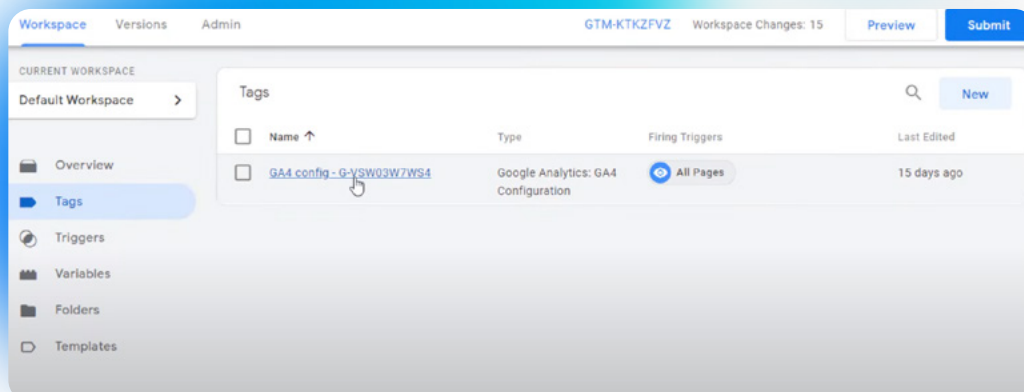 Workspace Versions Admin GTM-KTKZFVZ Workspace Changes: 15 Preview Submit
CURRENT WORKSPACE
Default Workspace
Tags New
Name Type Firing Triggers Last Edited
GA4 config - G-VSW03W7WS4 Google Analytics: GA4 All Pages 15 days ago
Configuration
Overview
Tags
Triggers
Variables
Folders
Templates